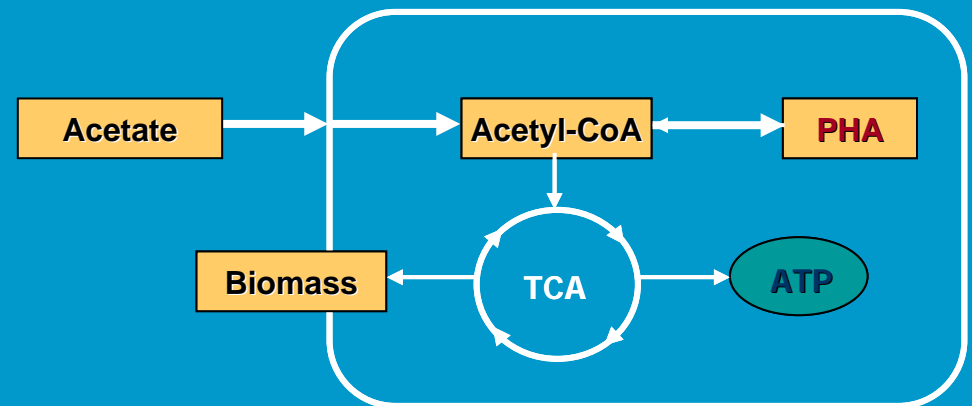 Acetate
Acetyl-CoA
PHA
Biomass
TCA
ATP